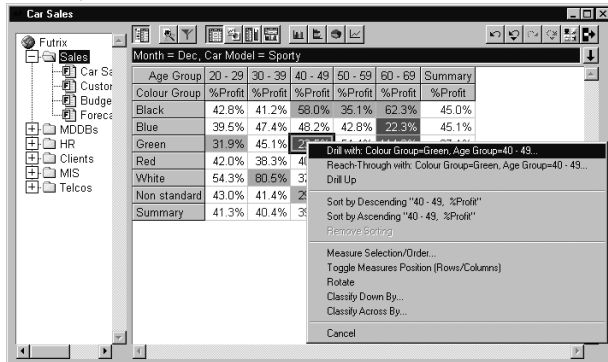 Car Sales
Futrix
Sales
Car Sa
Custor
Budge
Foreca
MDDBs
HR
Clients
MIS
Telcos
Month = Dec, Car Model = Sporty
Age Group 20 - 29 30 - 39 40 - 49 50 - 59 60 - 69 Summary
Colour Group %Profit %Profit %Profit %Profit %Profit %Profit
Black 42.8% 41.2% 58.0% 35.1% 62.3% 45.0%
Blue 39.5% 47.4% 48.2% 42.8% 22.3% 45.1%
Green 31.9% 45.1%
Red 42.0% 38.3% 40
White 54.3% 80.5% 37
Non standard 43.0% 41.4% 29
Summary 41.3% 40.4% 39
Drill with: Colour Group=Green, Age Group=40 - 49...
Reach-Through with: Colour Group=Green, Age Group=40 - 49...
Drill Up
Sort by Descending "40 - 49, %Profit"
Sort by Ascending "40 - 49, %Profit"
Remove Sorting
Measure Selection/Order...
Toggle Measures Position (Rows/Columns)
Rotate
Classify Down By...
Classify Across By...
Cancel